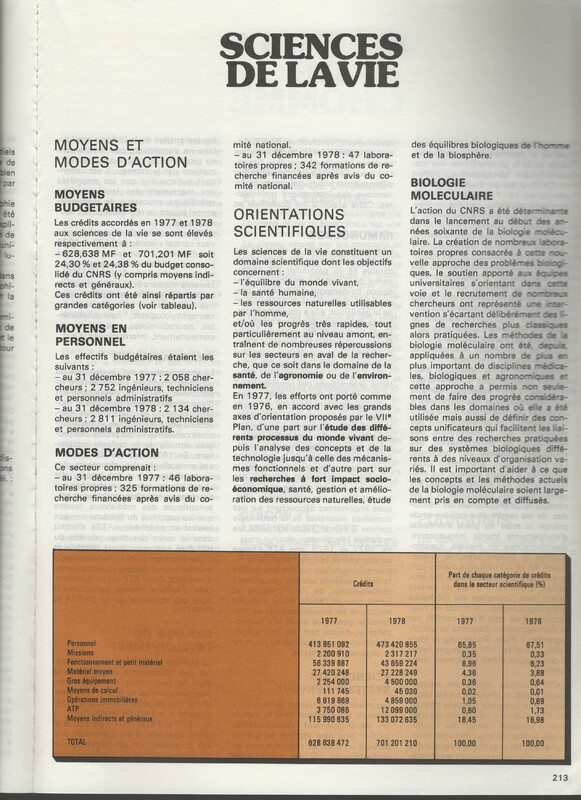 SCIENCES
DE LA VIE
MOYENS ET
MODES D'ACTION
MOYENS
BUDGETAIRES
Les crédits accordés en 1977 et 1978
aux sciences de la vie se sont élevés
respectivement à :
– 628,638 MF et 701,201 MF soit
24,30 % et 24,38 % du budget conso-
lidé du CNRS (y compris moyens indi-
rects et généraux).
Ces crédits ont été ainsi répartis par
grandes catégories (voir tableau).
MOYENS EN
PERSONNEL
Les effectifs budgétaires étaient les
suivants :
– au 31 décembre 1977 : 2 058 cher-
cheurs ; 2 752 ingénieurs, techniciens
et personnels administratifs
– au 31 décembre 1978 : 2 134 cher-
cheurs ; 2 811 ingénieurs, techniciens
et personnels administratifs.
MODES D'ACTION
Ce secteur comprenait :
– au 31 décembre 1977 : 46 labora-
toires propres ; 325 formations de re-
cherche financées après avis du co-
mité national.
– au 31 décembre 1978 : 47 labora-
toires propres ; 342 formations de re-
cherche financées après avis du co-
mité national.
ORIENTATIONS
SCIENTIFIQUES
Les sciences de la vie constituent un
domaine scientifique dont les objectifs
concernent :
– l'équilibre du monde vivant,
– la santé humaine,
– les ressources naturelles utilisables
par l'homme,
et/où les progrès très rapides, tout
particulièrement au niveau amont, en-
traînent de nombreuses répercussions
sur les secteurs en aval de la recher-
che, que ce soit dans le domaine de la
santé, de l'agronomie ou de l'environ-
nement.
En 1977, les efforts ont porté comme
en 1976, en accord avec les grands
axes d'orientation proposés par le VIIe
Plan, d'une part sur l'étude des diffé-
rents processus du monde vivant de-
puis l'analyse des concepts et de la
technologie jusqu'à celle des mécanis-
mes fonctionnels et d'autre part sur
les recherches à fort impact socio-
économique, santé, gestion et amélio-
ration des ressources naturelles, étude
des équilibres biologiques de l'homme
et de la biosphère.
BIOLOGIE
MOLECULAIRE
L'action du CNRS a été déterminante
dans le lancement au début des an-
nées soixante de la biologie molécu-
laire. La création de nombreux labora-
toires propres consacrés à cette nou-
velle approche des problèmes biologi-
ques, le soutien apporté aux équipes
universitaires s'orientant dans cette
voie et le recrutement de nombreux
chercheurs ont représenté une inter-
vention s'écartant délibérément des li-
gnes de recherches plus classiques
alors pratiquées. Les méthodes de la
biologie moléculaire ont été, depuis,
appliquées à un nombre de plus en
plus important de disciplines médica-
les, biologiques et agronomiques et
cette approche a permis non seule-
ment de faire des progrès considéra-
bles dans les domaines où elle a été
utilisée mais aussi de définir des con-
cepts unificateurs qui facilitent les liai-
sons entre des recherches pratiquées
sur des systèmes biologiques diffé-
rents à des niveaux d'organisation va-
riés. Il est important d'aider à ce que
les concepts et les méthodes actuels
de la biologie moléculaire soient large-
ment pris en compte et diffusés.
Crédits Part de chaque catégorie de crédits
dans le secteur scientifique (%)
1977 1978 1977 1978
Personnel 413 951 092 473 420 855 65,85 67,51
Missions 2 200 910 2 317 217 0,35 0,33
Fonctionnement et petit matériel 56 339 887 43 659 224 8,96 6,23
Matériel moyen 27 420 248 27 228 249 4,36 3,88
Gros équipement 2 254 000 4 500 000 0,36 0,64
Moyens de calcul 111 745 45 030 0,02 0,01
Opérations immobilières 6 619 869 4 859 000 1,05 0,69
ATP 3 750 086 12 099 000 0,60 1,73
Moyens indirects et généraux 115 990 635 133 072 635 18,45 18,98
TOTAL 628 638 472 701 201 210 100,00 100,00
213